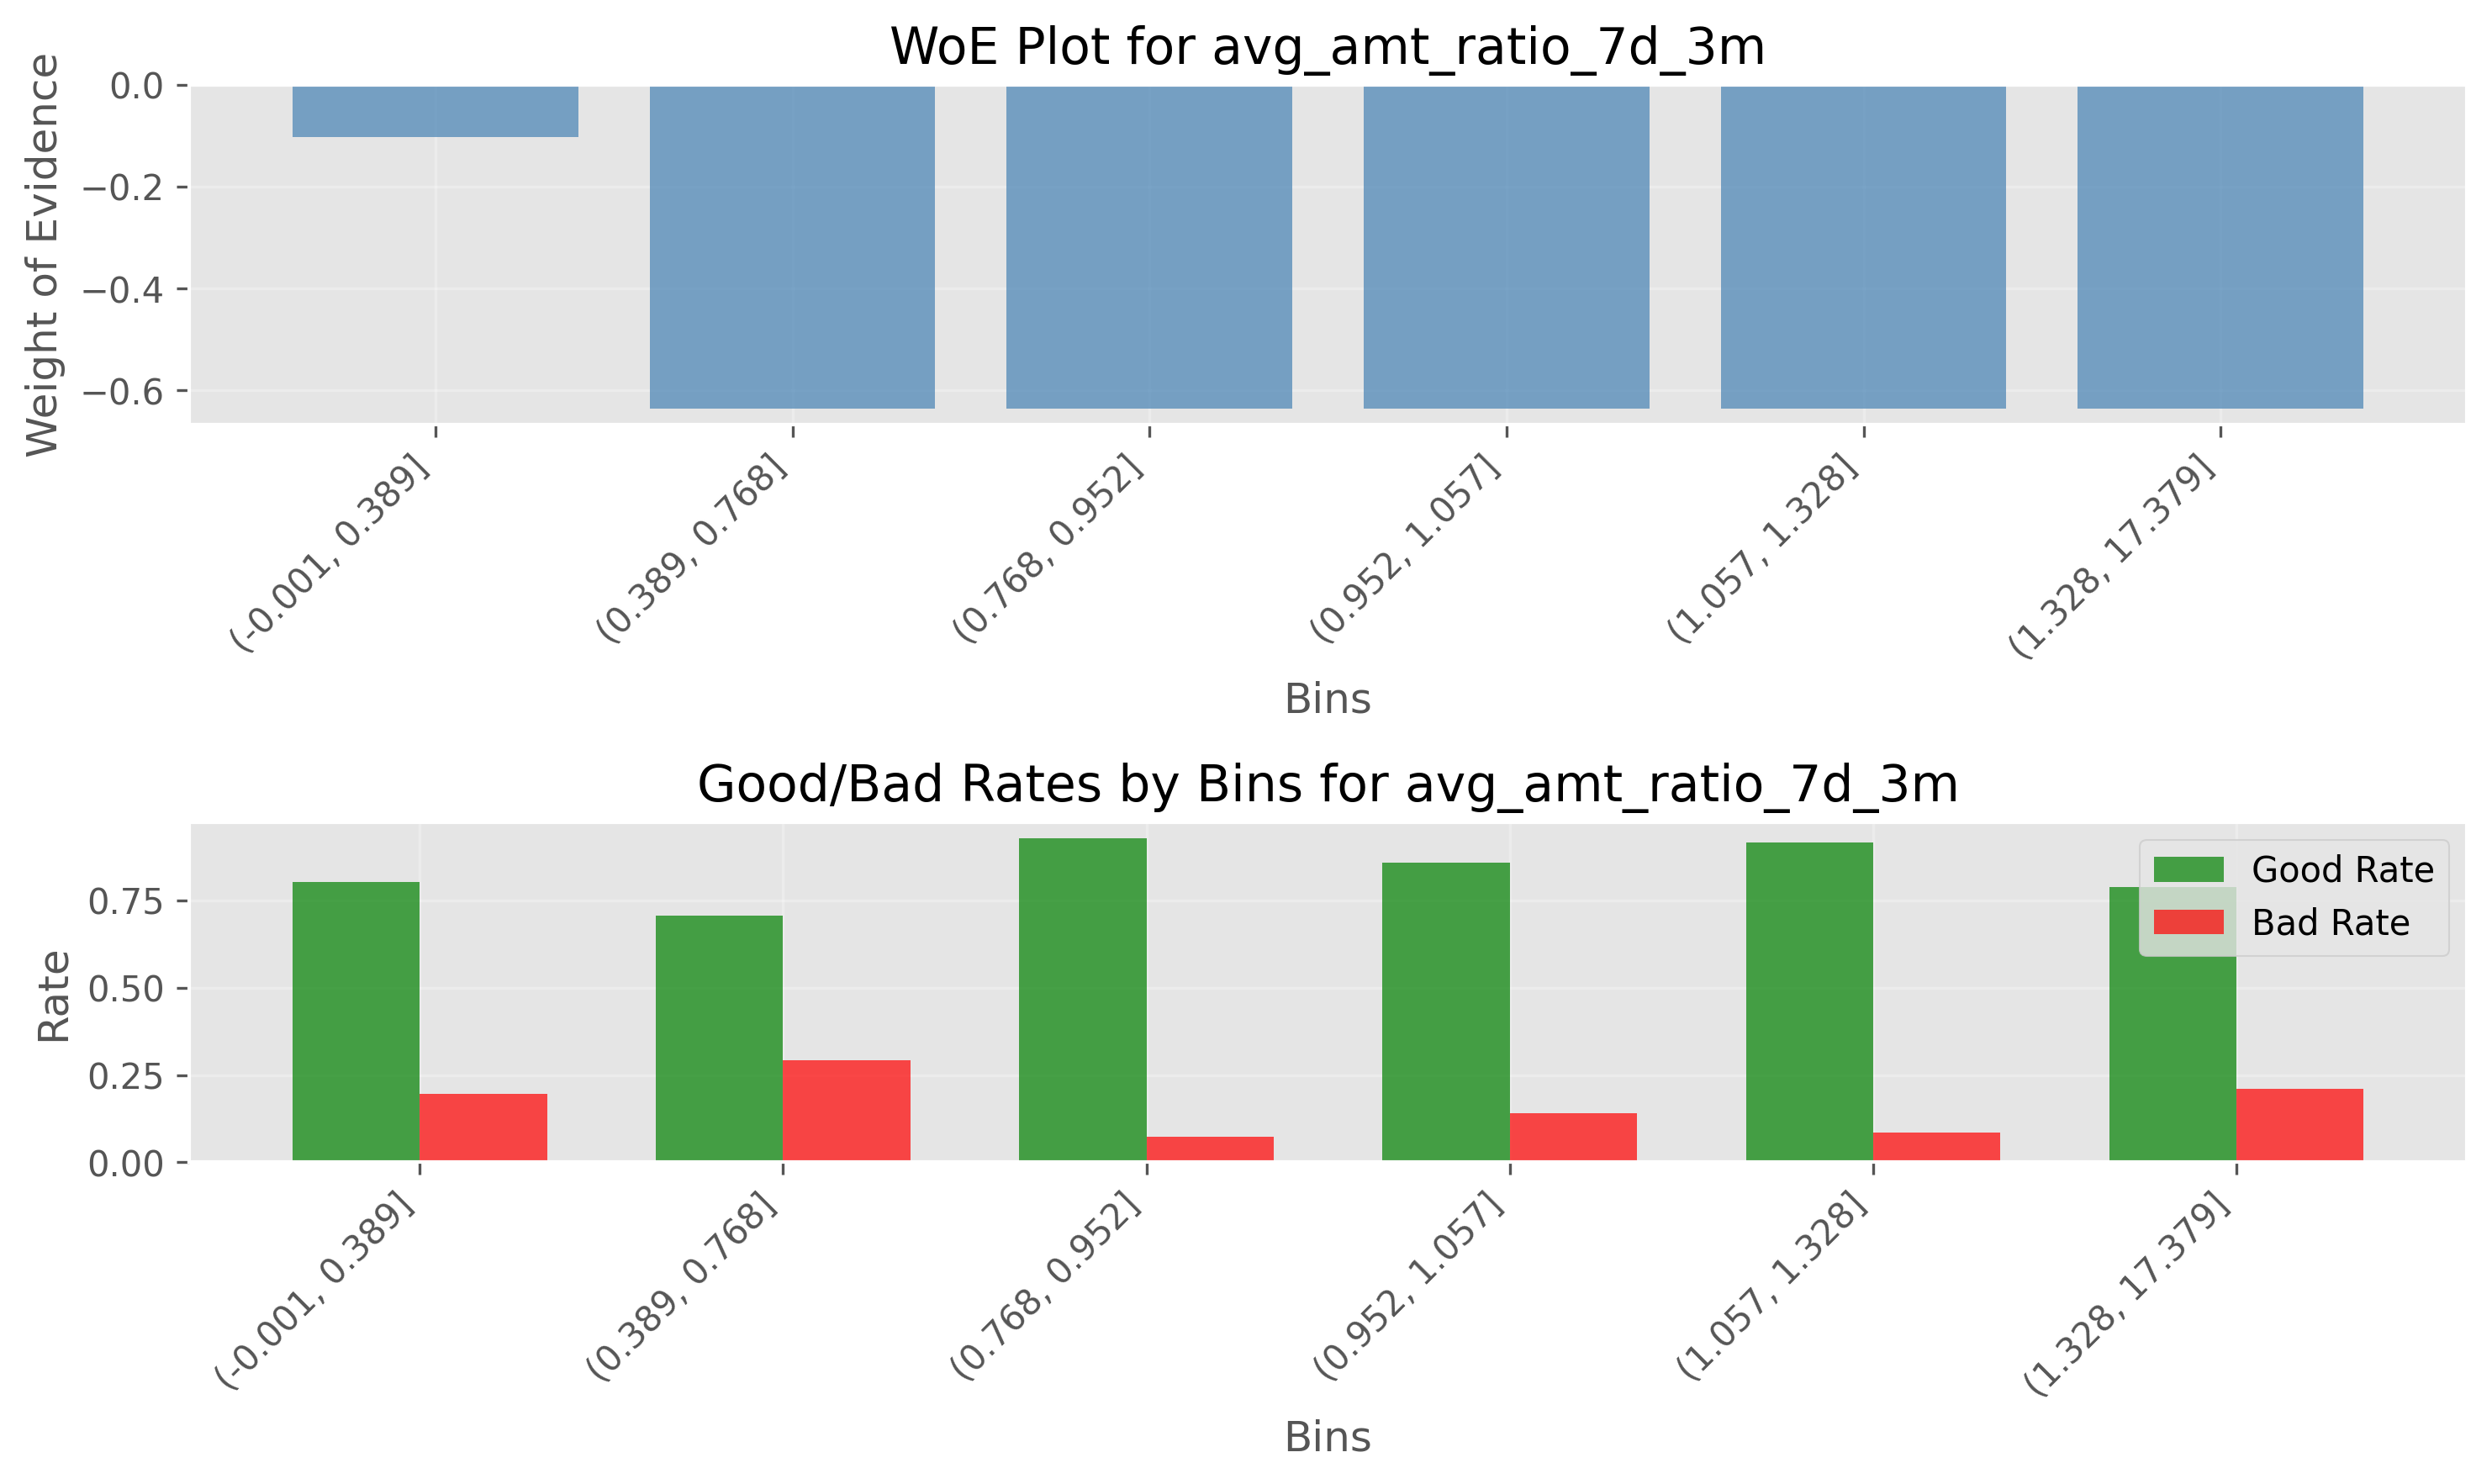 WoE Plot for avg_amt_ratio_7d_3m
Weight of Evidence
0.0
−0.2
−0.4
−0.6
(-0.001, 0.389]
(0.389, 0.768]
(0.768, 0.952]
(0.952, 1.057]
(1.057, 1.328]
(1.328, 17.379]
Bins
Good/Bad Rates by Bins for avg_amt_ratio_7d_3m
Rate
0.75
0.50
0.25
0.00
Good Rate
Bad Rate
(-0.001, 0.389]
(0.389, 0.768]
(0.768, 0.952]
(0.952, 1.057]
(1.057, 1.328]
(1.328, 17.379]
Bins